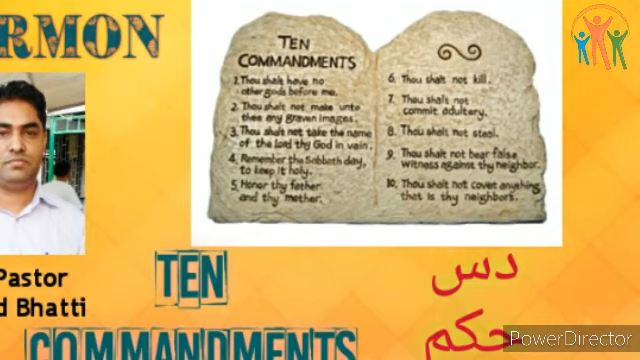 RMON
TEN
COMMANDMENTS
1. Thou shalt have no
other gods before me.
2. Thou shalt not make unto
thee any graven images.
3. Thou shalt not take the name
of the Lord thy God in vain.
4. Remember the Sabbath day,
to keep it holy.
5. Honor thy father
and thy mother.
6. Thou shalt not kill.
7. Thou shalt not
commit adultery.
8. Thou shalt not steal.
9. Thou shalt not bear false
witness against thy neighbor.
10. Thou shalt not covet anything
that is thy neighbor's.
Pastor
d Bhatti
TEN
COMMANDMENTS
دس
حکم
PowerDirector